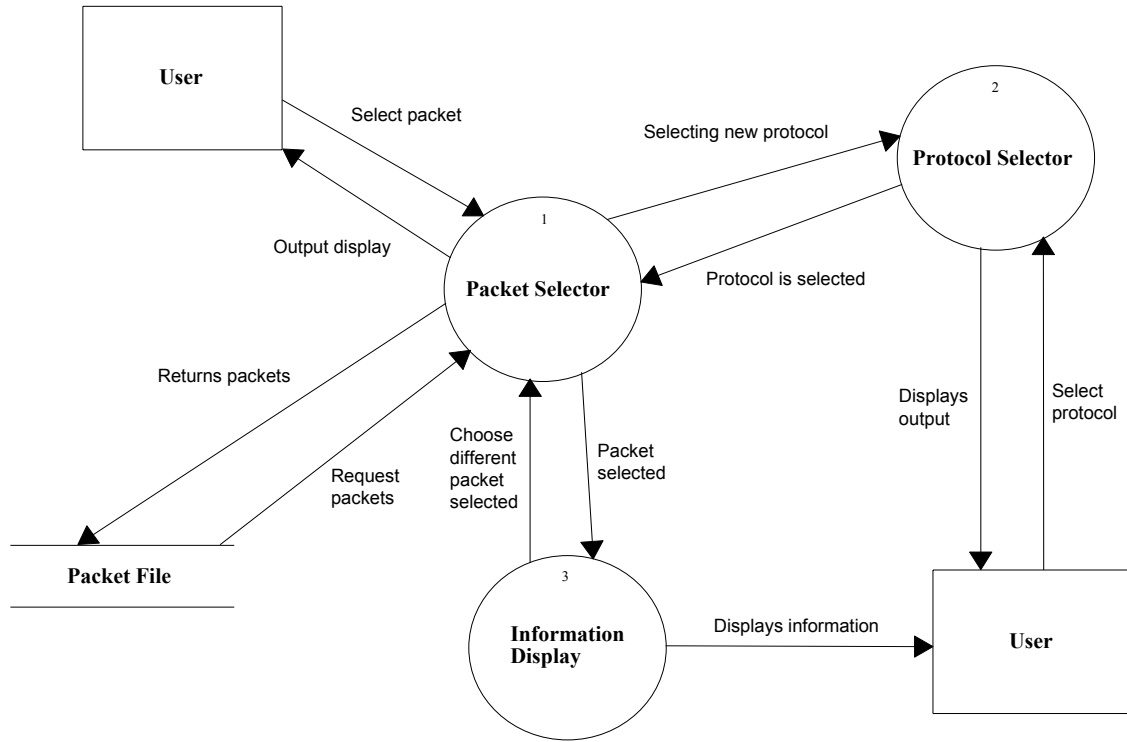 User
Select packet
Output display
Selecting new protocol
2
Protocol Selector
1
Packet Selector
Protocol is selected
Returns packets
Request
packets
Choose
different
packet
selected
Packet
selected
Displays
output
Select
protocol
Packet File
3
Information
Display
Displays information
User